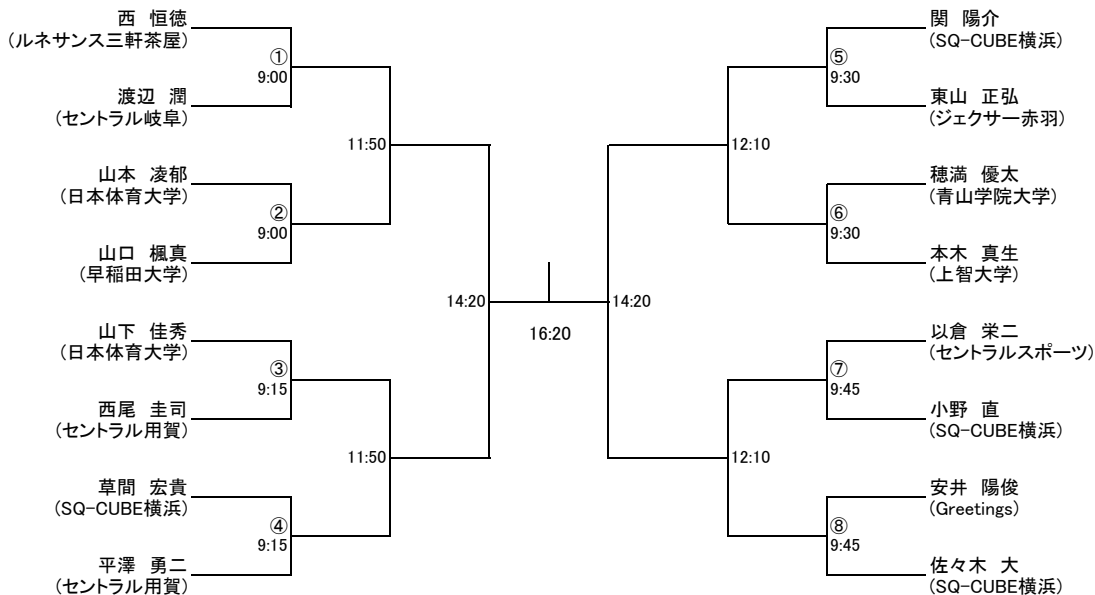 西　恒徳
(ルネサンス三軒茶屋)
①
9:00
渡辺　潤
(セントラル岐阜)
11:50
山本　凌郁
(日本体育大学)
②
9:00
山口　楓真
(早稲田大学)
14:20
山下　佳秀
(日本体育大学)
③
9:15
西尾　圭司
(セントラル用賀)
11:50
草間　宏貴
(SQ-CUBE横浜)
④
9:15
平澤　勇二
(セントラル用賀)
16:20
関　陽介
(SQ-CUBE横浜)
⑤
9:30
東山　正弘
(ジェクサー赤羽)
12:10
穂満　優太
(青山学院大学)
⑥
9:30
本木　真生
(上智大学)
14:20
以倉　栄二
(セントラルスポーツ)
⑦
9:45
小野　直
(SQ-CUBE横浜)
12:10
安井　陽俊
(Greetings)
⑧
9:45
佐々木　大
(SQ-CUBE横浜)